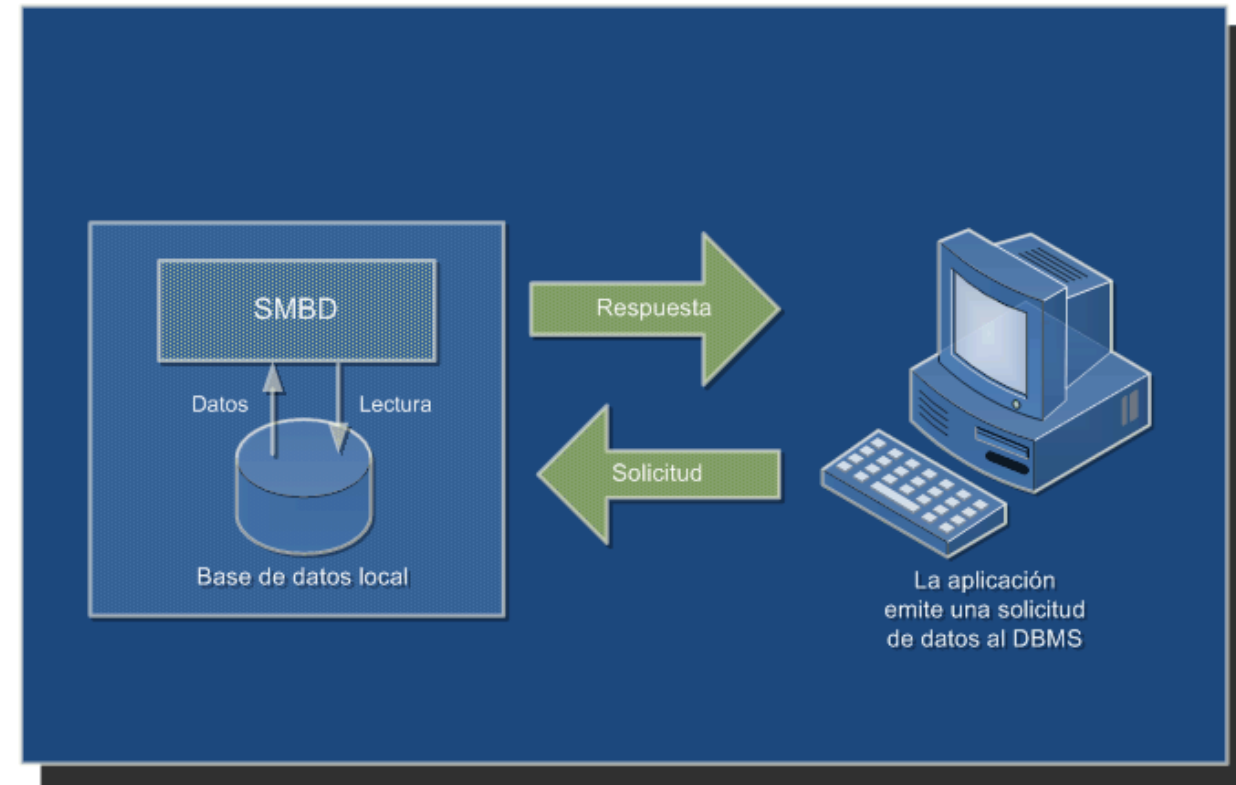 SMBD
Datos
Lectura
Base de datos local
Respuesta
Solicitud
La aplicación
emite una solicitud
de datos al DBMS